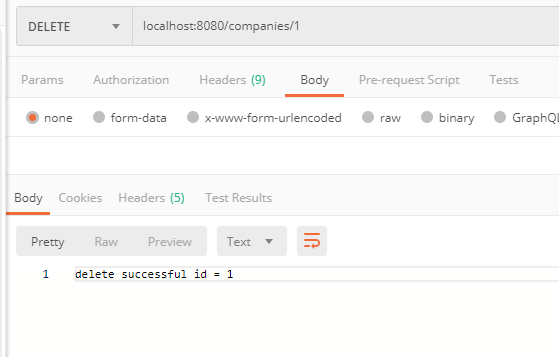 DELETE localhost:8080/companies/1
Params Authorization Headers (9) Body Pre-request Script Tests
none form-data x-www-form-urlencoded raw binary GraphQL
Body Cookies Headers (5) Test Results
Pretty Raw Preview Text
1 delete successful id = 1